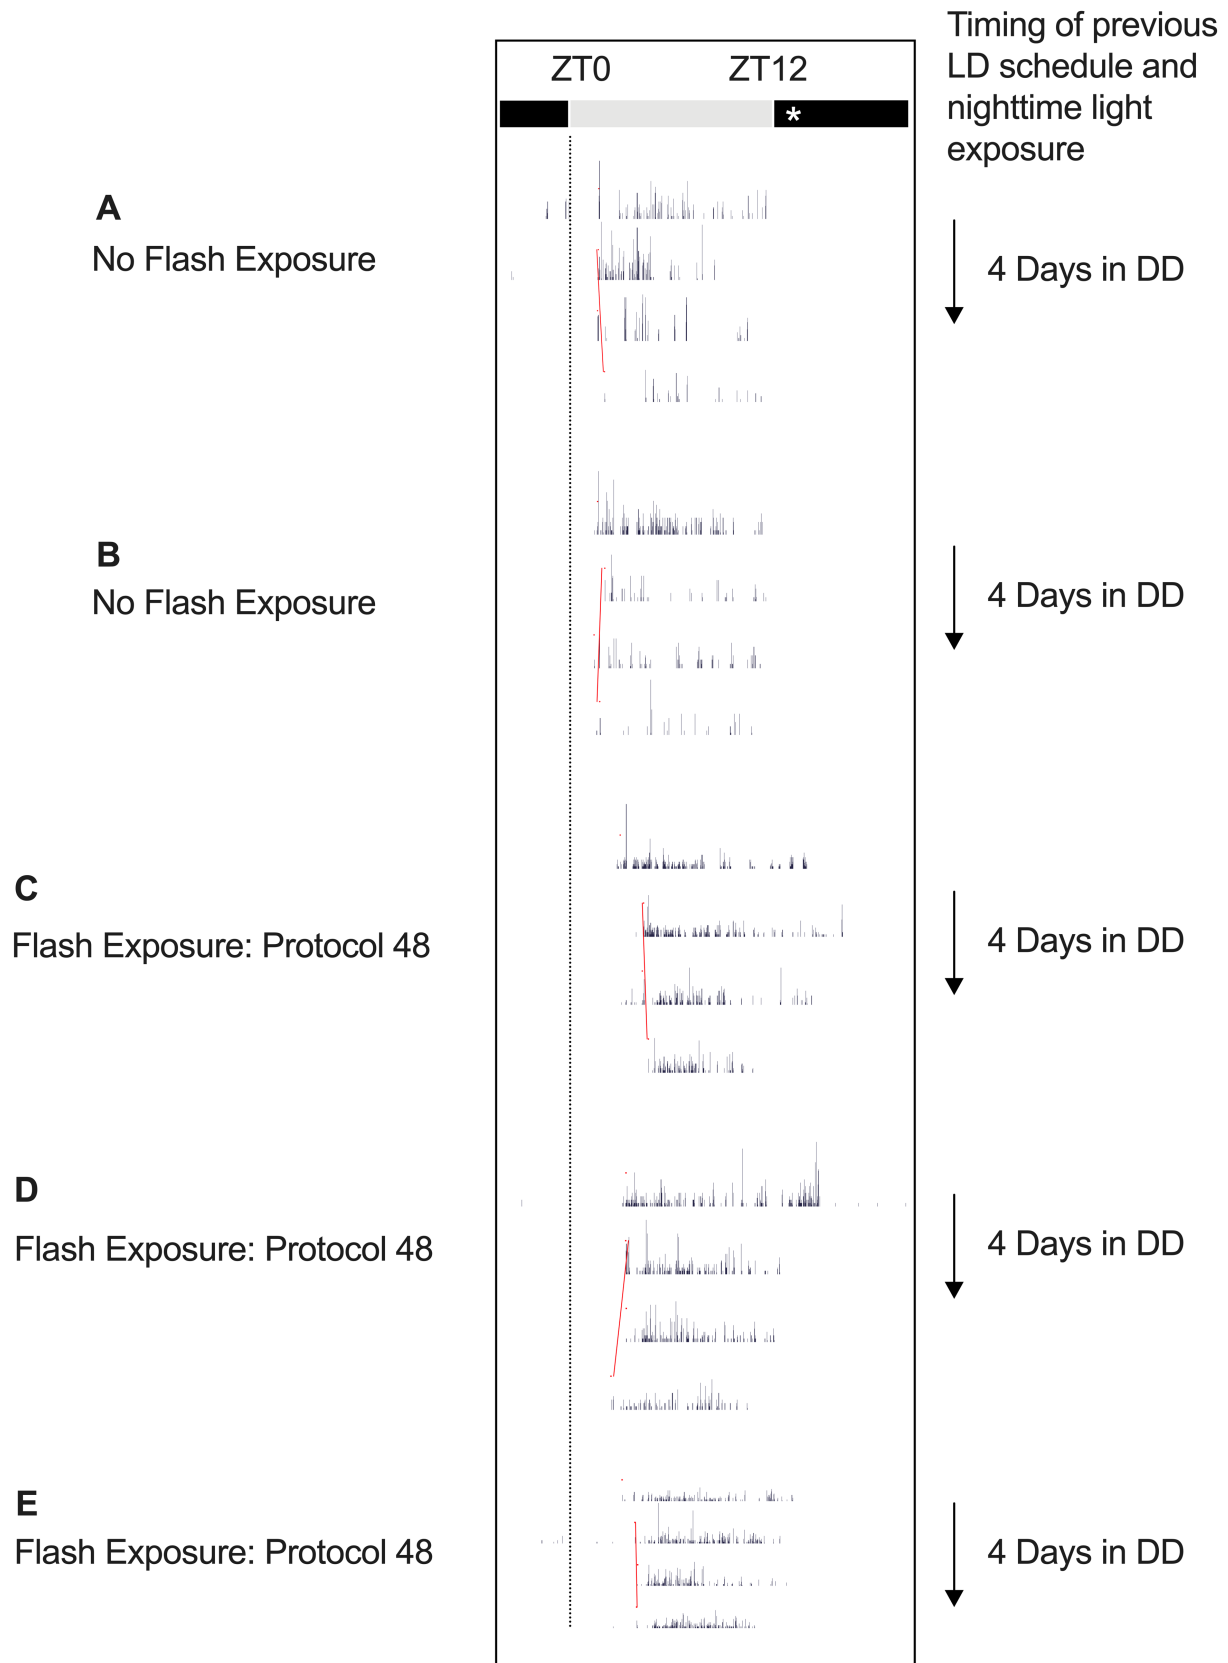 Timing of previous
LD schedule and
nighttime light
exposure
ZT0 ZT12
*
A
No Flash Exposure
4 Days in DD
B
No Flash Exposure
4 Days in DD
C
Flash Exposure: Protocol 48
4 Days in DD
D
Flash Exposure: Protocol 48
4 Days in DD
E
Flash Exposure: Protocol 48
4 Days in DD